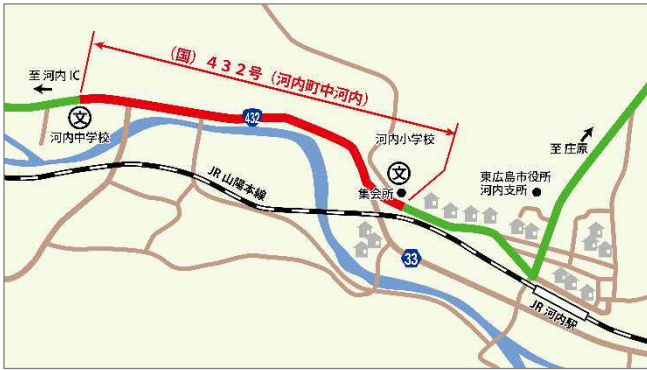 (国)432号(河内町中河内)
至 河内 IC
432
河内中学校
文
河内小学校
文
至 庄原
東広島市役所
河内支所
集会所
JR 山陽本線
33
JR 河内駅